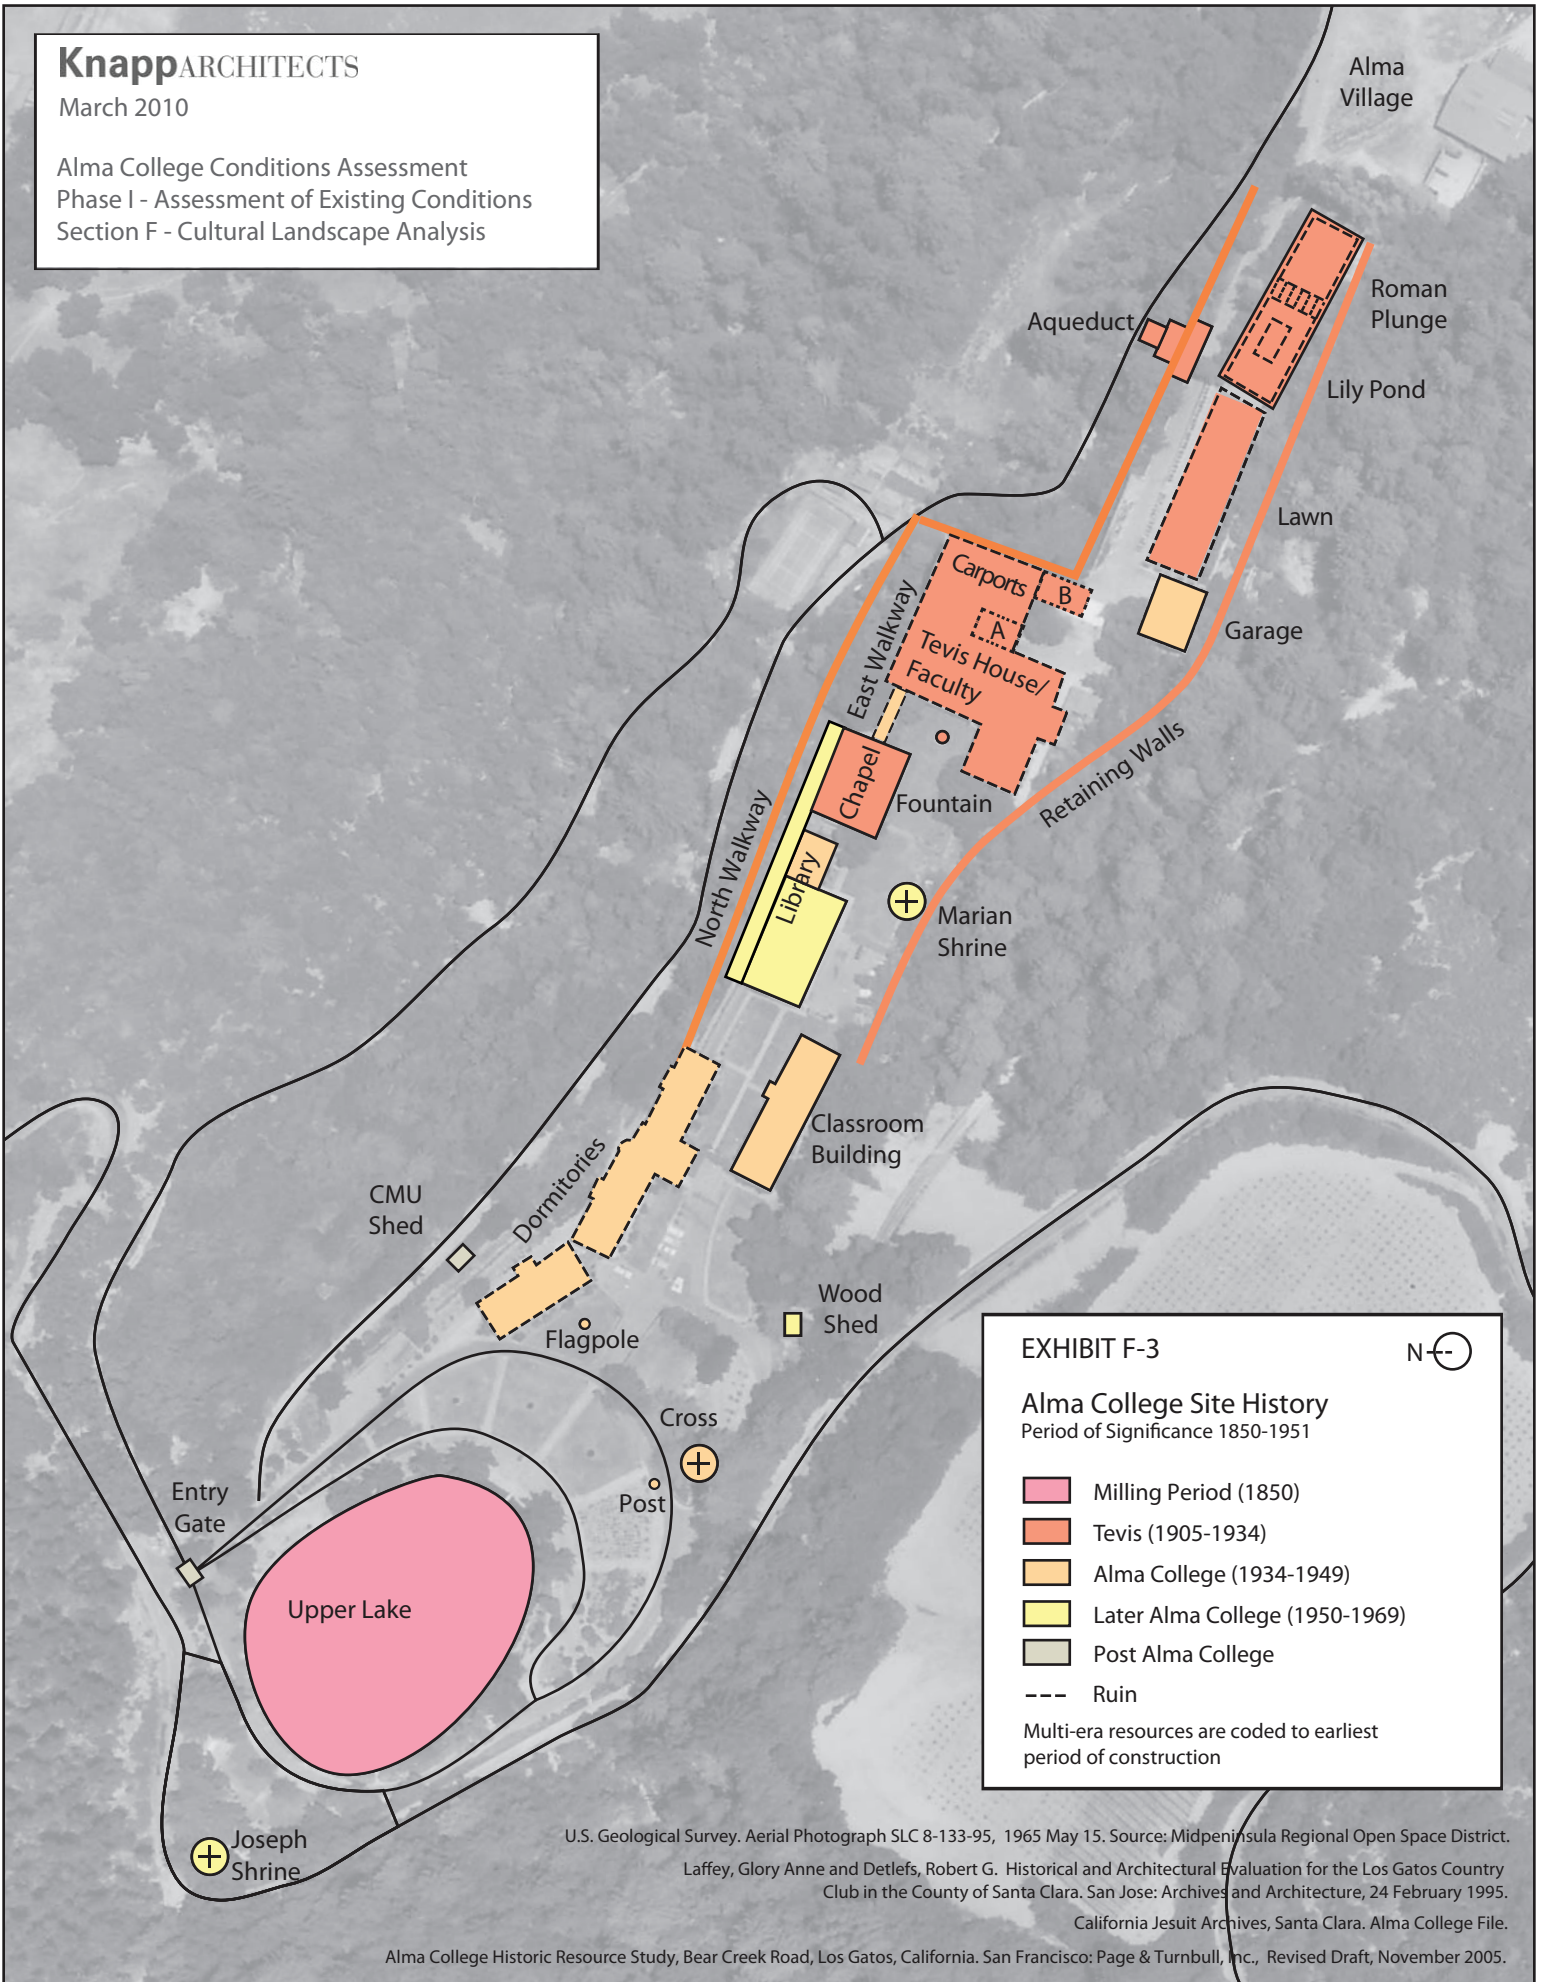 KnappARCHITECTS
March 2010
Alma College Conditions Assessment
Phase I - Assessment of Existing Conditions
Section F - Cultural Landscape Analysis
Alma
Village
Roman
Plunge
Aqueduct
Lily Pond
Lawn
Carports
B
A
Garage
East Walkway
Tevis House/
Faculty
Retaining Walls
Chapel
Fountain
North Walkway
Library
Marian
Shrine
Classroom
Building
Dormitories
CMU
Shed
Wood
Shed
Flagpole
Cross
Post
Entry
Gate
Upper Lake
Joseph
Shrine
EXHIBIT F-3
N
Alma College Site History
Period of Significance 1850-1951
Milling Period (1850)
Tevis (1905-1934)
Alma College (1934-1949)
Later Alma College (1950-1969)
Post Alma College
Ruin
Multi-era resources are coded to earliest
period of construction
U.S. Geological Survey. Aerial Photograph SLC 8-133-95, 1965 May 15. Source: Midpeninsula Regional Open Space District.
Laffey, Glory Anne and Detlefs, Robert G. Historical and Architectural Evaluation for the Los Gatos Country
Club in the County of Santa Clara. San Jose: Archives and Architecture, 24 February 1995.
California Jesuit Archives, Santa Clara. Alma College File.
Alma College Historic Resource Study, Bear Creek Road, Los Gatos, California. San Francisco: Page & Turnbull, Inc., Revised Draft, November 2005.